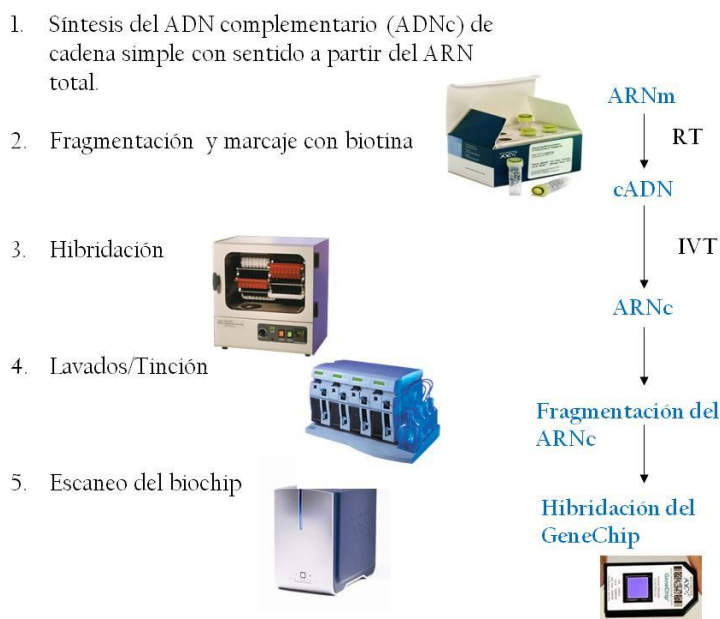 1. Síntesis del ADN complementario (ADNc) de
cadena simple con sentido a partir del ARN
total.
2. Fragmentación y marcaje con biotina
3. Hibridación
4. Lavados/Tinción
5. Escaneo del biochip
ARNm
RT
cADN
IVT
ARNc
Fragmentación del
ARNc
Hibridación del
GeneChip
GeneChip